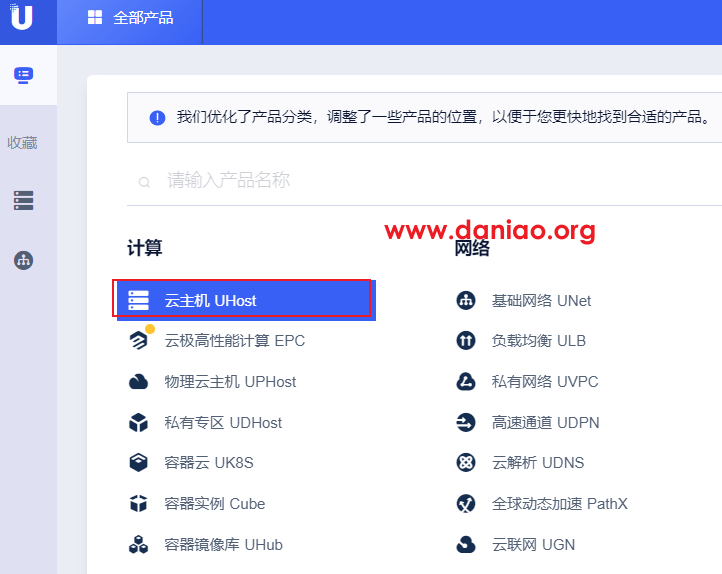 U
全部产品
收藏
我们优化了产品分类，调整了一些产品的位置，以便于您更快地找到合适的产品。
请输入产品名称
www.daniao.org
计算
云主机 UHost
云极高性能计算 EPC
物理云主机 UPHost
私有专区 UDHost
容器云 UK8S
容器实例 Cube
容器镜像库 UHub
网络
基础网络 UNet
负载均衡 ULB
私有网络 UVPC
高速通道 UDPN
云解析 UDNS
全球动态加速 PathX
云联网 UGN